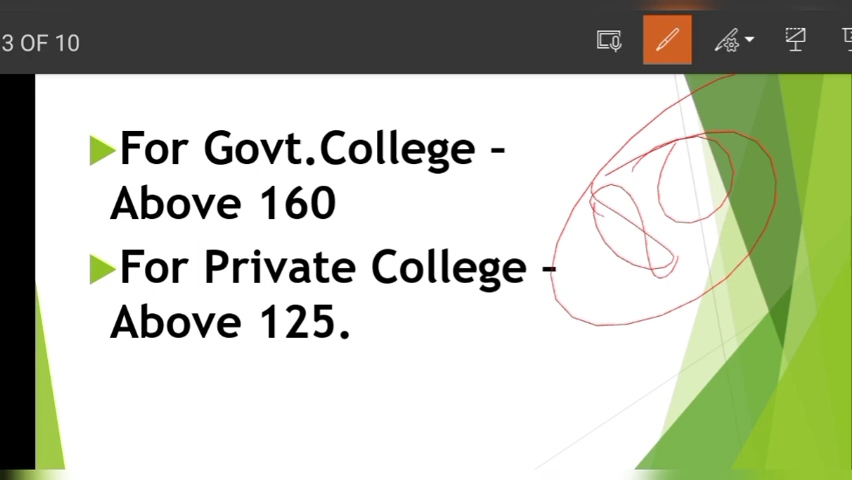 3 OF 10
For Govt.College –
Above 160
For Private College –
Above 125.